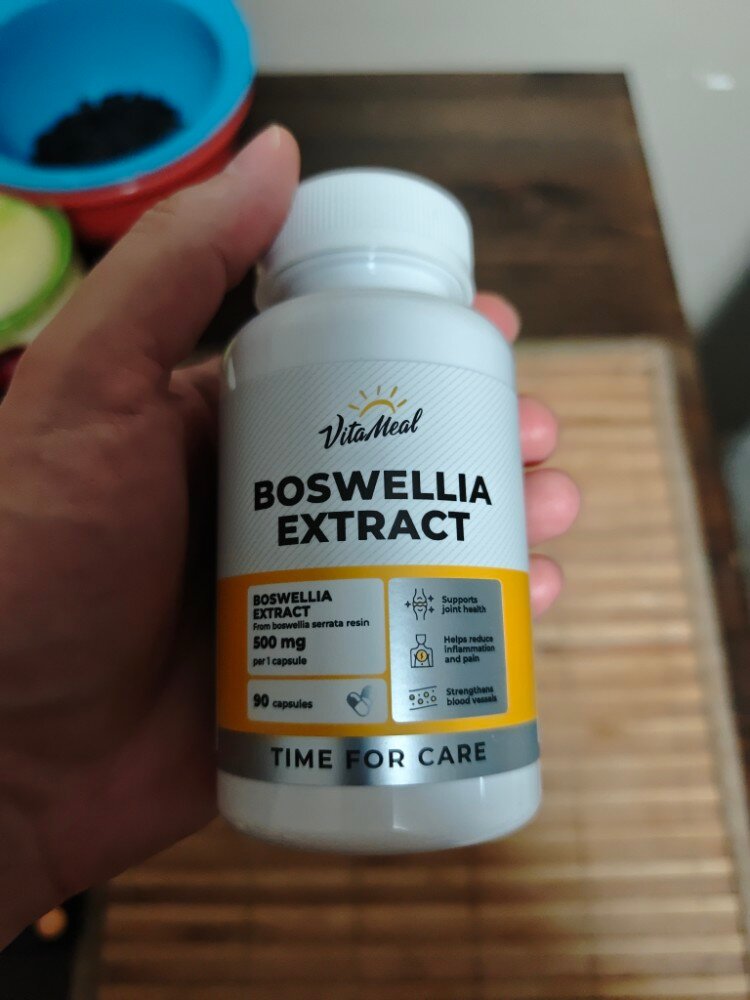 VitaMeal
BOSWELLIA
EXTRACT
BOSWELLIA
EXTRACT
From boswellia serrata resin
500 mg
per 1 capsule
90 capsules
Supports
joint health
Helps reduce
inflammation
and pain
Strengthens
blood vessels
TIME FOR CARE